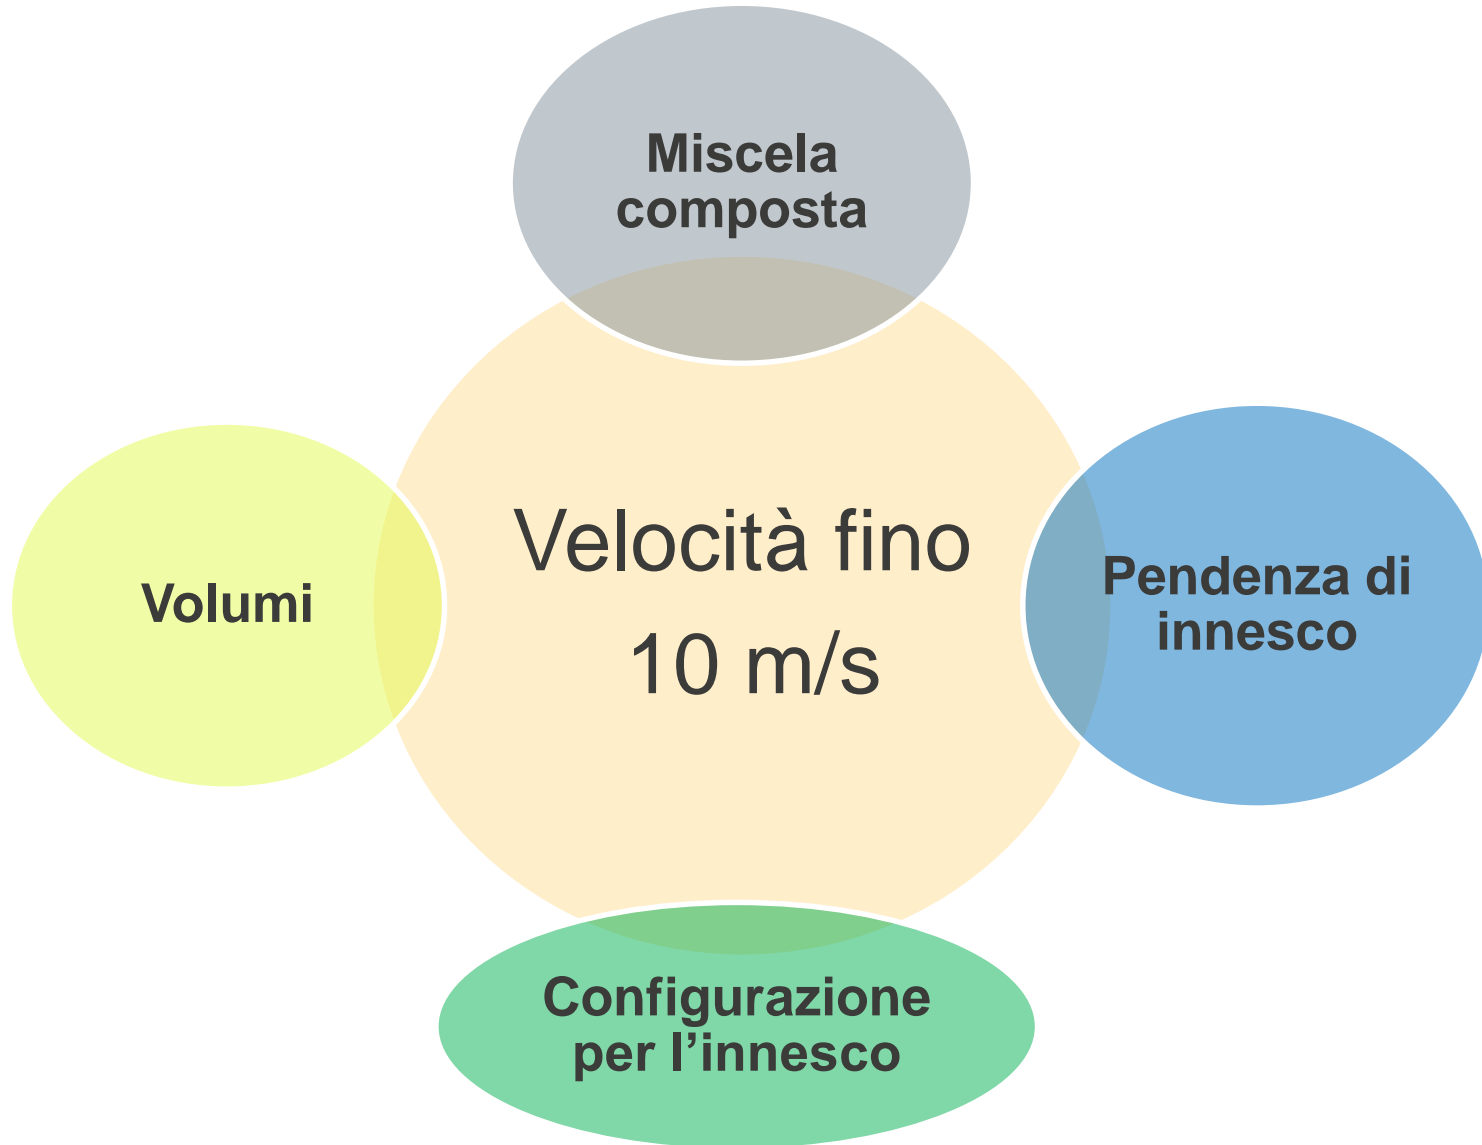 Miscela
composta
Velocità fino
10 m/s
Volumi
Pendenza di
innesco
Configurazione
per l’innesco